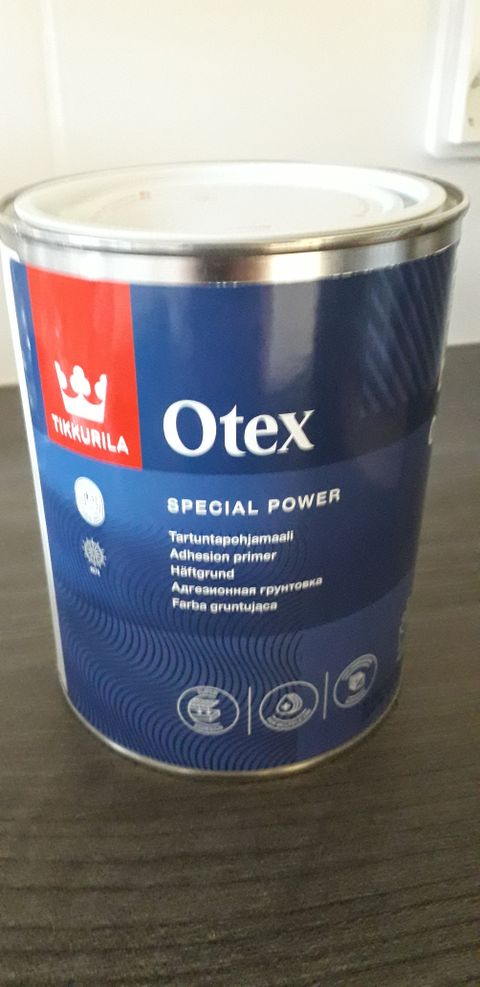 TIKKURILA
Otex
SPECIAL POWER
Tartuntapohjamaali
Adhesion primer
Häftgrund
Адгезионная грунтовка
Farba gruntująca